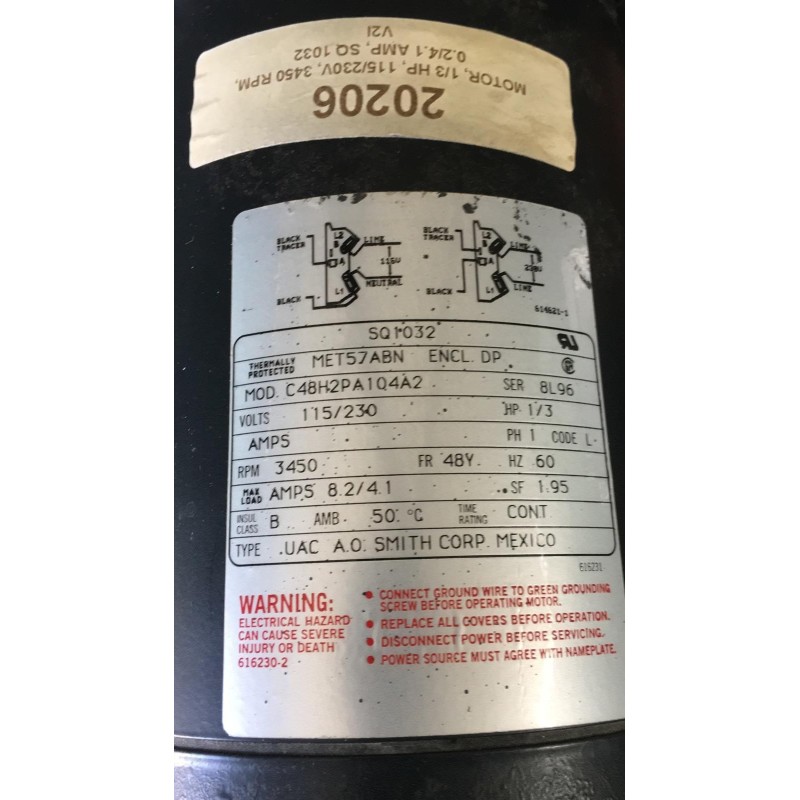 20206
MOTOR, 1/3 HP, 115/230V, 3450 RPM,
0.2/4.1 AMP, SQ 1032
V2I
BLACK TRACER L2 B A L1 LINE 115V NEUTRAL BLACK
BLACK TRACER L2 B A L1 LINE 230V LINE BLACK
614621-1
SQ1032
THERMALLY PROTECTED MET57ABN ENCL. DP
MOD. C48H2PA1Q4A2 SER 8L96
VOLTS 115/230 HP 1/3
AMPS PH 1 CODE L
RPM 3450 FR 48Y HZ 60
MAX LOAD AMPS 8.2/4.1 SF 1.95
INSUL CLASS B AMB 50 °C TIME RATING CONT
TYPE UAC A.O. SMITH CORP. MEXICO
616231
WARNING:
ELECTRICAL HAZARD
CAN CAUSE SEVERE
INJURY OR DEATH
616230-2
• CONNECT GROUND WIRE TO GREEN GROUNDING
SCREW BEFORE OPERATING MOTOR.
• REPLACE ALL COVERS BEFORE OPERATION.
• DISCONNECT POWER BEFORE SERVICING.
• POWER SOURCE MUST AGREE WITH NAMEPLATE.